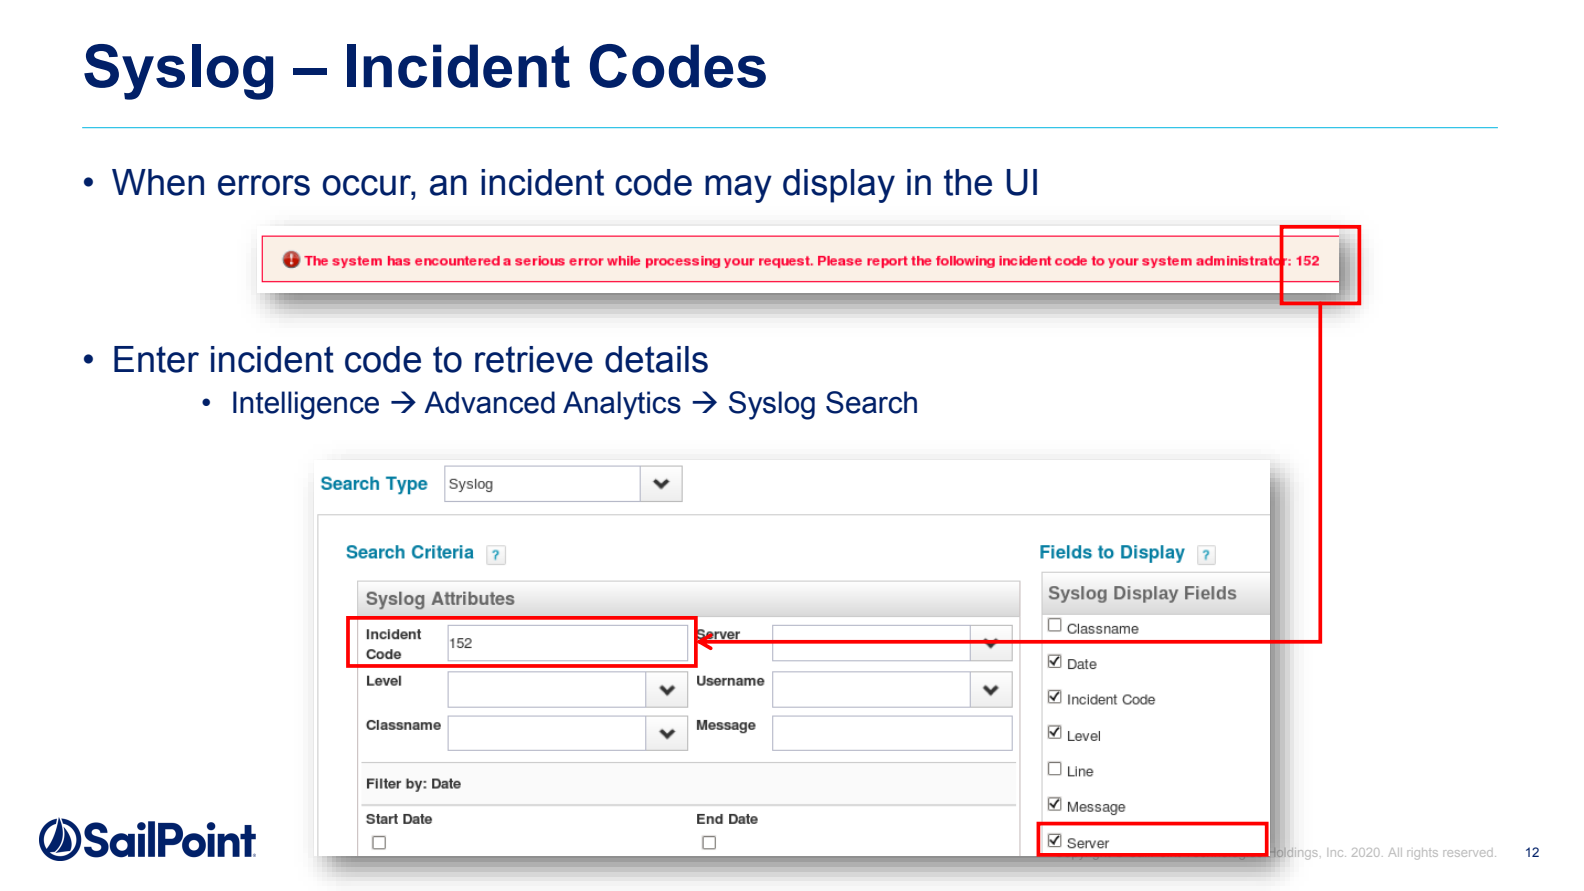 Syslog – Incident Codes
• When errors occur, an incident code may display in the UI
The system has encountered a serious error while processing your request. Please report the following incident code to your system administrator: 152
• Enter incident code to retrieve details
• Intelligence → Advanced Analytics → Syslog Search
Search Type Syslog
Search Criteria ?
Fields to Display ?
Syslog Attributes
Syslog Display Fields
Incident Code 152
Server
Level
Username
Classname
Message
Filter by: Date
Start Date
End Date
Classname
Date
Incident Code
Level
Line
Message
Server
SailPoint
Holdings, Inc. 2020. All rights reserved.
12